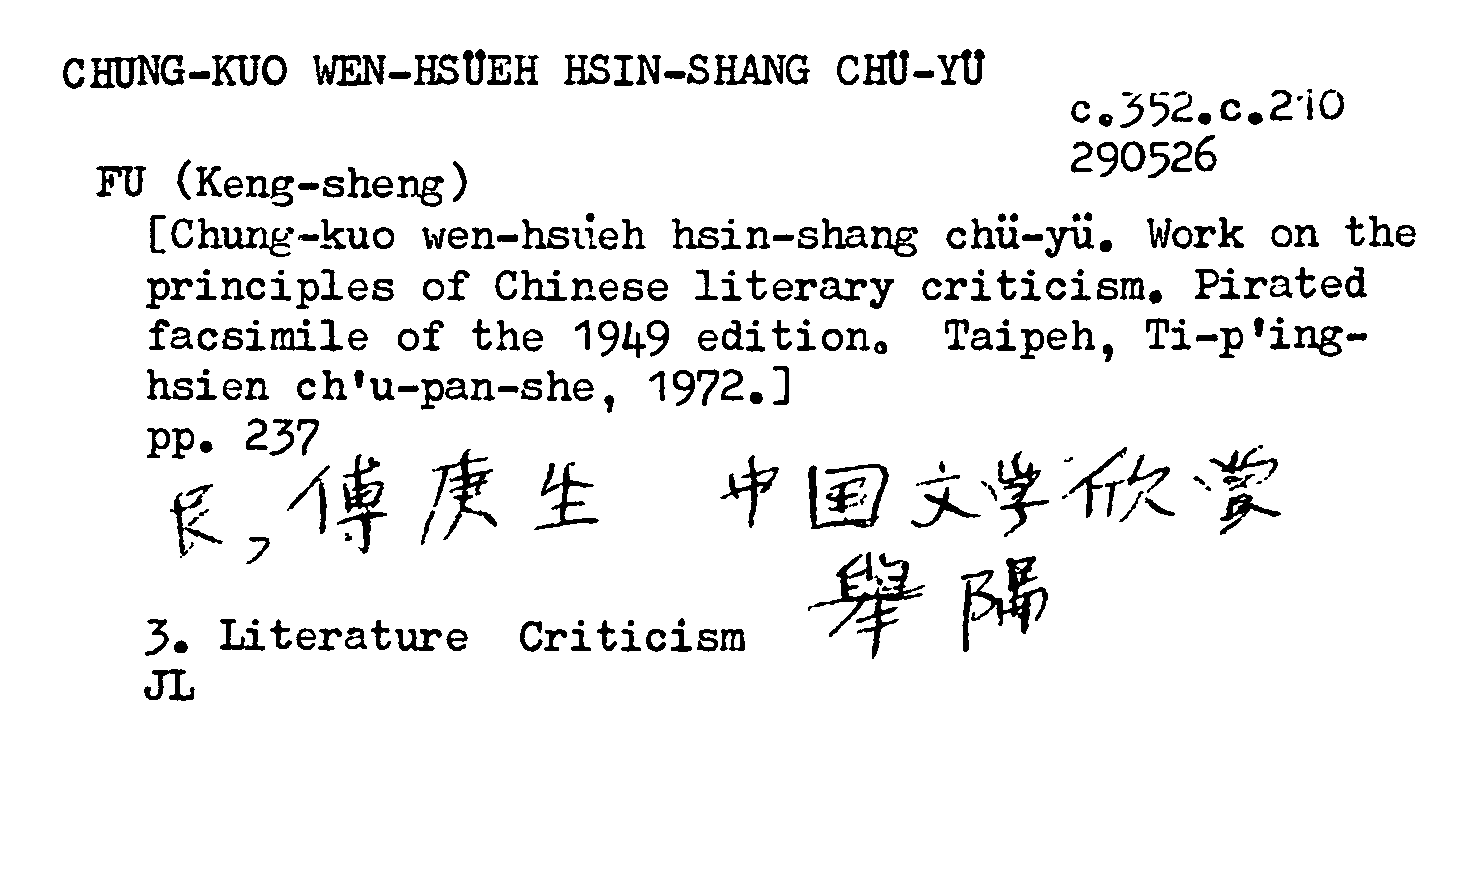 CHUNG-KUO WEN-HSÜEH HSIN-SHANG CHÜ-YÜ
c.352.c.210
290526
FU (Keng-sheng)
[Chung-kuo wen-hsüeh hsin-shang chü-yü. Work on the
principles of Chinese literary criticism. Pirated
facsimile of the 1949 edition. Taipeh, Ti-p'ing-
hsien ch'u-pan-she, 1972.]
pp. 237
傅庚生 中国文学欣赏
舉隅
3. Literature Criticism
JL